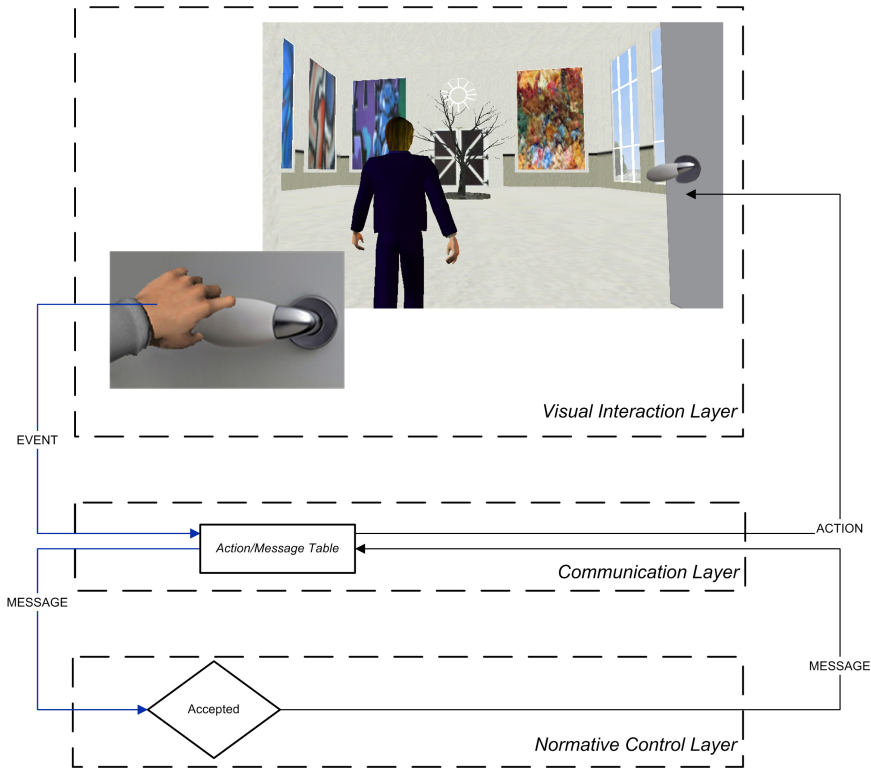 Visual Interaction Layer
EVENT
ACTION
Action/Message Table
Communication Layer
MESSAGE
MESSAGE
Accepted
Normative Control Layer